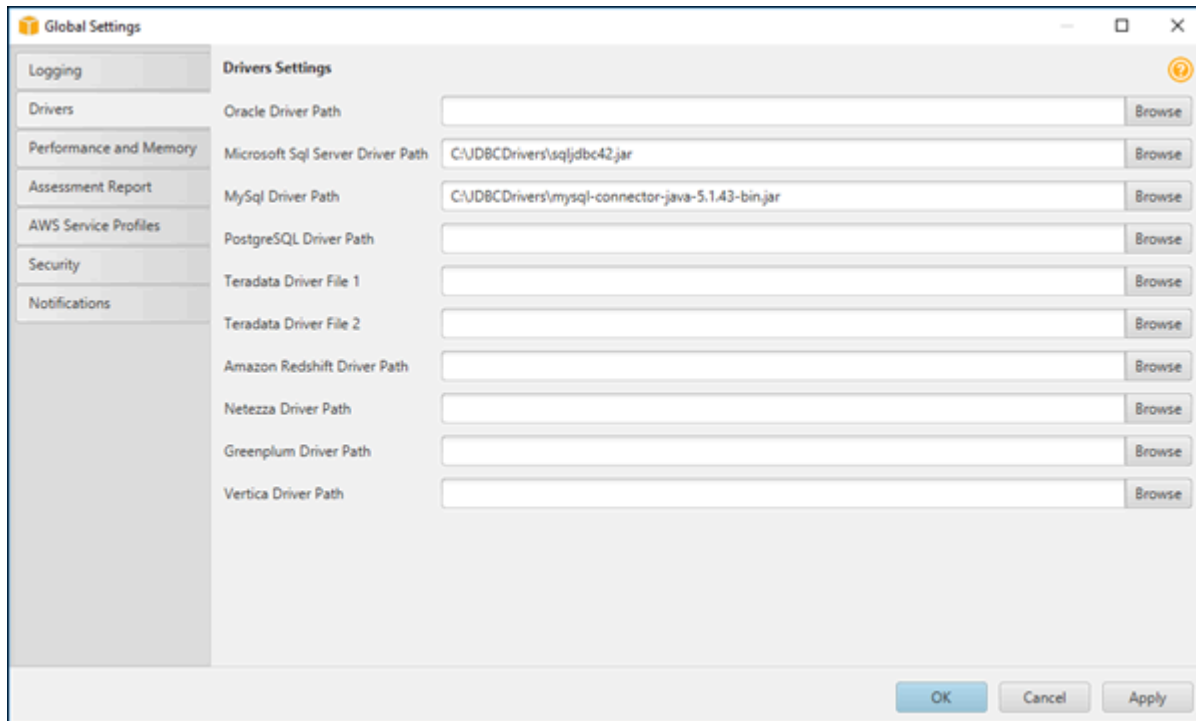 Global Settings
Logging
Drivers
Performance and Memory
Assessment Report
AWS Service Profiles
Security
Notifications
Drivers Settings
Oracle Driver Path
Browse
Microsoft Sql Server Driver Path
C:\JDBCDrivers\sqljdbc42.jar
Browse
MySql Driver Path
C:\JDBCDrivers\mysql-connector-java-5.1.43-bin.jar
Browse
PostgreSQL Driver Path
Browse
Teradata Driver File 1
Browse
Teradata Driver File 2
Browse
Amazon Redshift Driver Path
Browse
Netezza Driver Path
Browse
Greenplum Driver Path
Browse
Vertica Driver Path
Browse
OK
Cancel
Apply